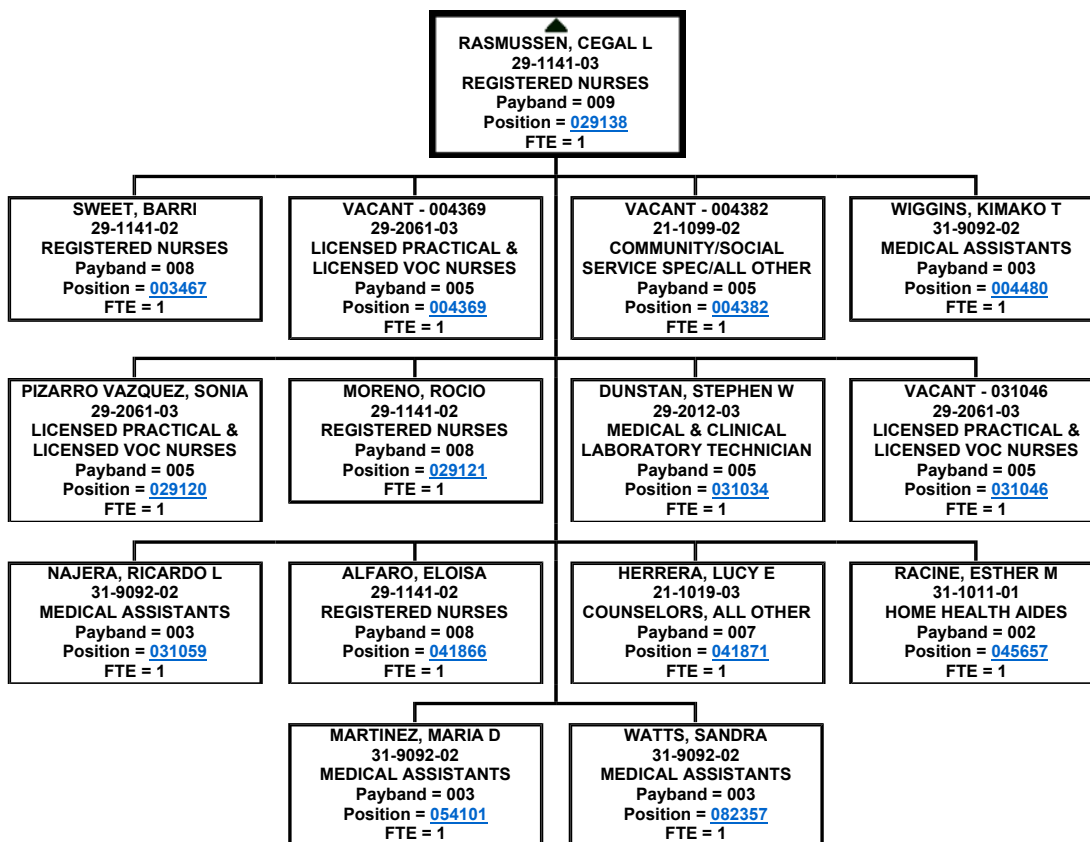 RASMUSSEN, CEGAL L
29-1141-03
REGISTERED NURSES
Payband = 009
Position = 029138
FTE = 1
SWEET, BARRI
29-1141-02
REGISTERED NURSES
Payband = 008
Position = 003467
FTE = 1
VACANT - 004369
29-2061-03
LICENSED PRACTICAL &
LICENSED VOC NURSES
Payband = 005
Position = 004369
FTE = 1
VACANT - 004382
21-1099-02
COMMUNITY/SOCIAL
SERVICE SPEC/ALL OTHER
Payband = 005
Position = 004382
FTE = 1
WIGGINS, KIMAKO T
31-9092-02
MEDICAL ASSISTANTS
Payband = 003
Position = 004480
FTE = 1
PIZARRO VAZQUEZ, SONIA
29-2061-03
LICENSED PRACTICAL &
LICENSED VOC NURSES
Payband = 005
Position = 029120
FTE = 1
MORENO, ROCIO
29-1141-02
REGISTERED NURSES
Payband = 008
Position = 029121
FTE = 1
DUNSTAN, STEPHEN W
29-2012-03
MEDICAL & CLINICAL
LABORATORY TECHNICIAN
Payband = 005
Position = 031034
FTE = 1
VACANT - 031046
29-2061-03
LICENSED PRACTICAL &
LICENSED VOC NURSES
Payband = 005
Position = 031046
FTE = 1
NAJERA, RICARDO L
31-9092-02
MEDICAL ASSISTANTS
Payband = 003
Position = 031059
FTE = 1
ALFARO, ELOISA
29-1141-02
REGISTERED NURSES
Payband = 008
Position = 041866
FTE = 1
HERRERA, LUCY E
21-1019-03
COUNSELORS, ALL OTHER
Payband = 007
Position = 041871
FTE = 1
RACINE, ESTHER M
31-1011-01
HOME HEALTH AIDES
Payband = 002
Position = 045657
FTE = 1
MARTINEZ, MARIA D
31-9092-02
MEDICAL ASSISTANTS
Payband = 003
Position = 054101
FTE = 1
WATTS, SANDRA
31-9092-02
MEDICAL ASSISTANTS
Payband = 003
Position = 082357
FTE = 1